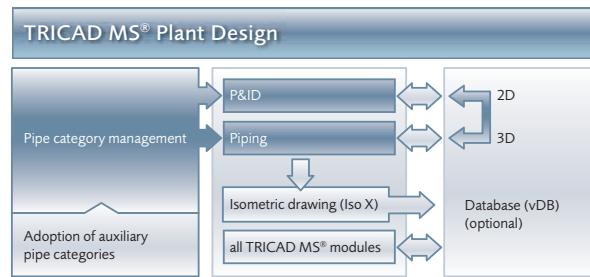 TRICAD MS® Plant Design
Pipe category management
Adoption of auxiliary
pipe categories
P&ID
Piping
Isometric drawing (Iso X)
all TRICAD MS® modules
2D
3D
Database (vDB)
(optional)